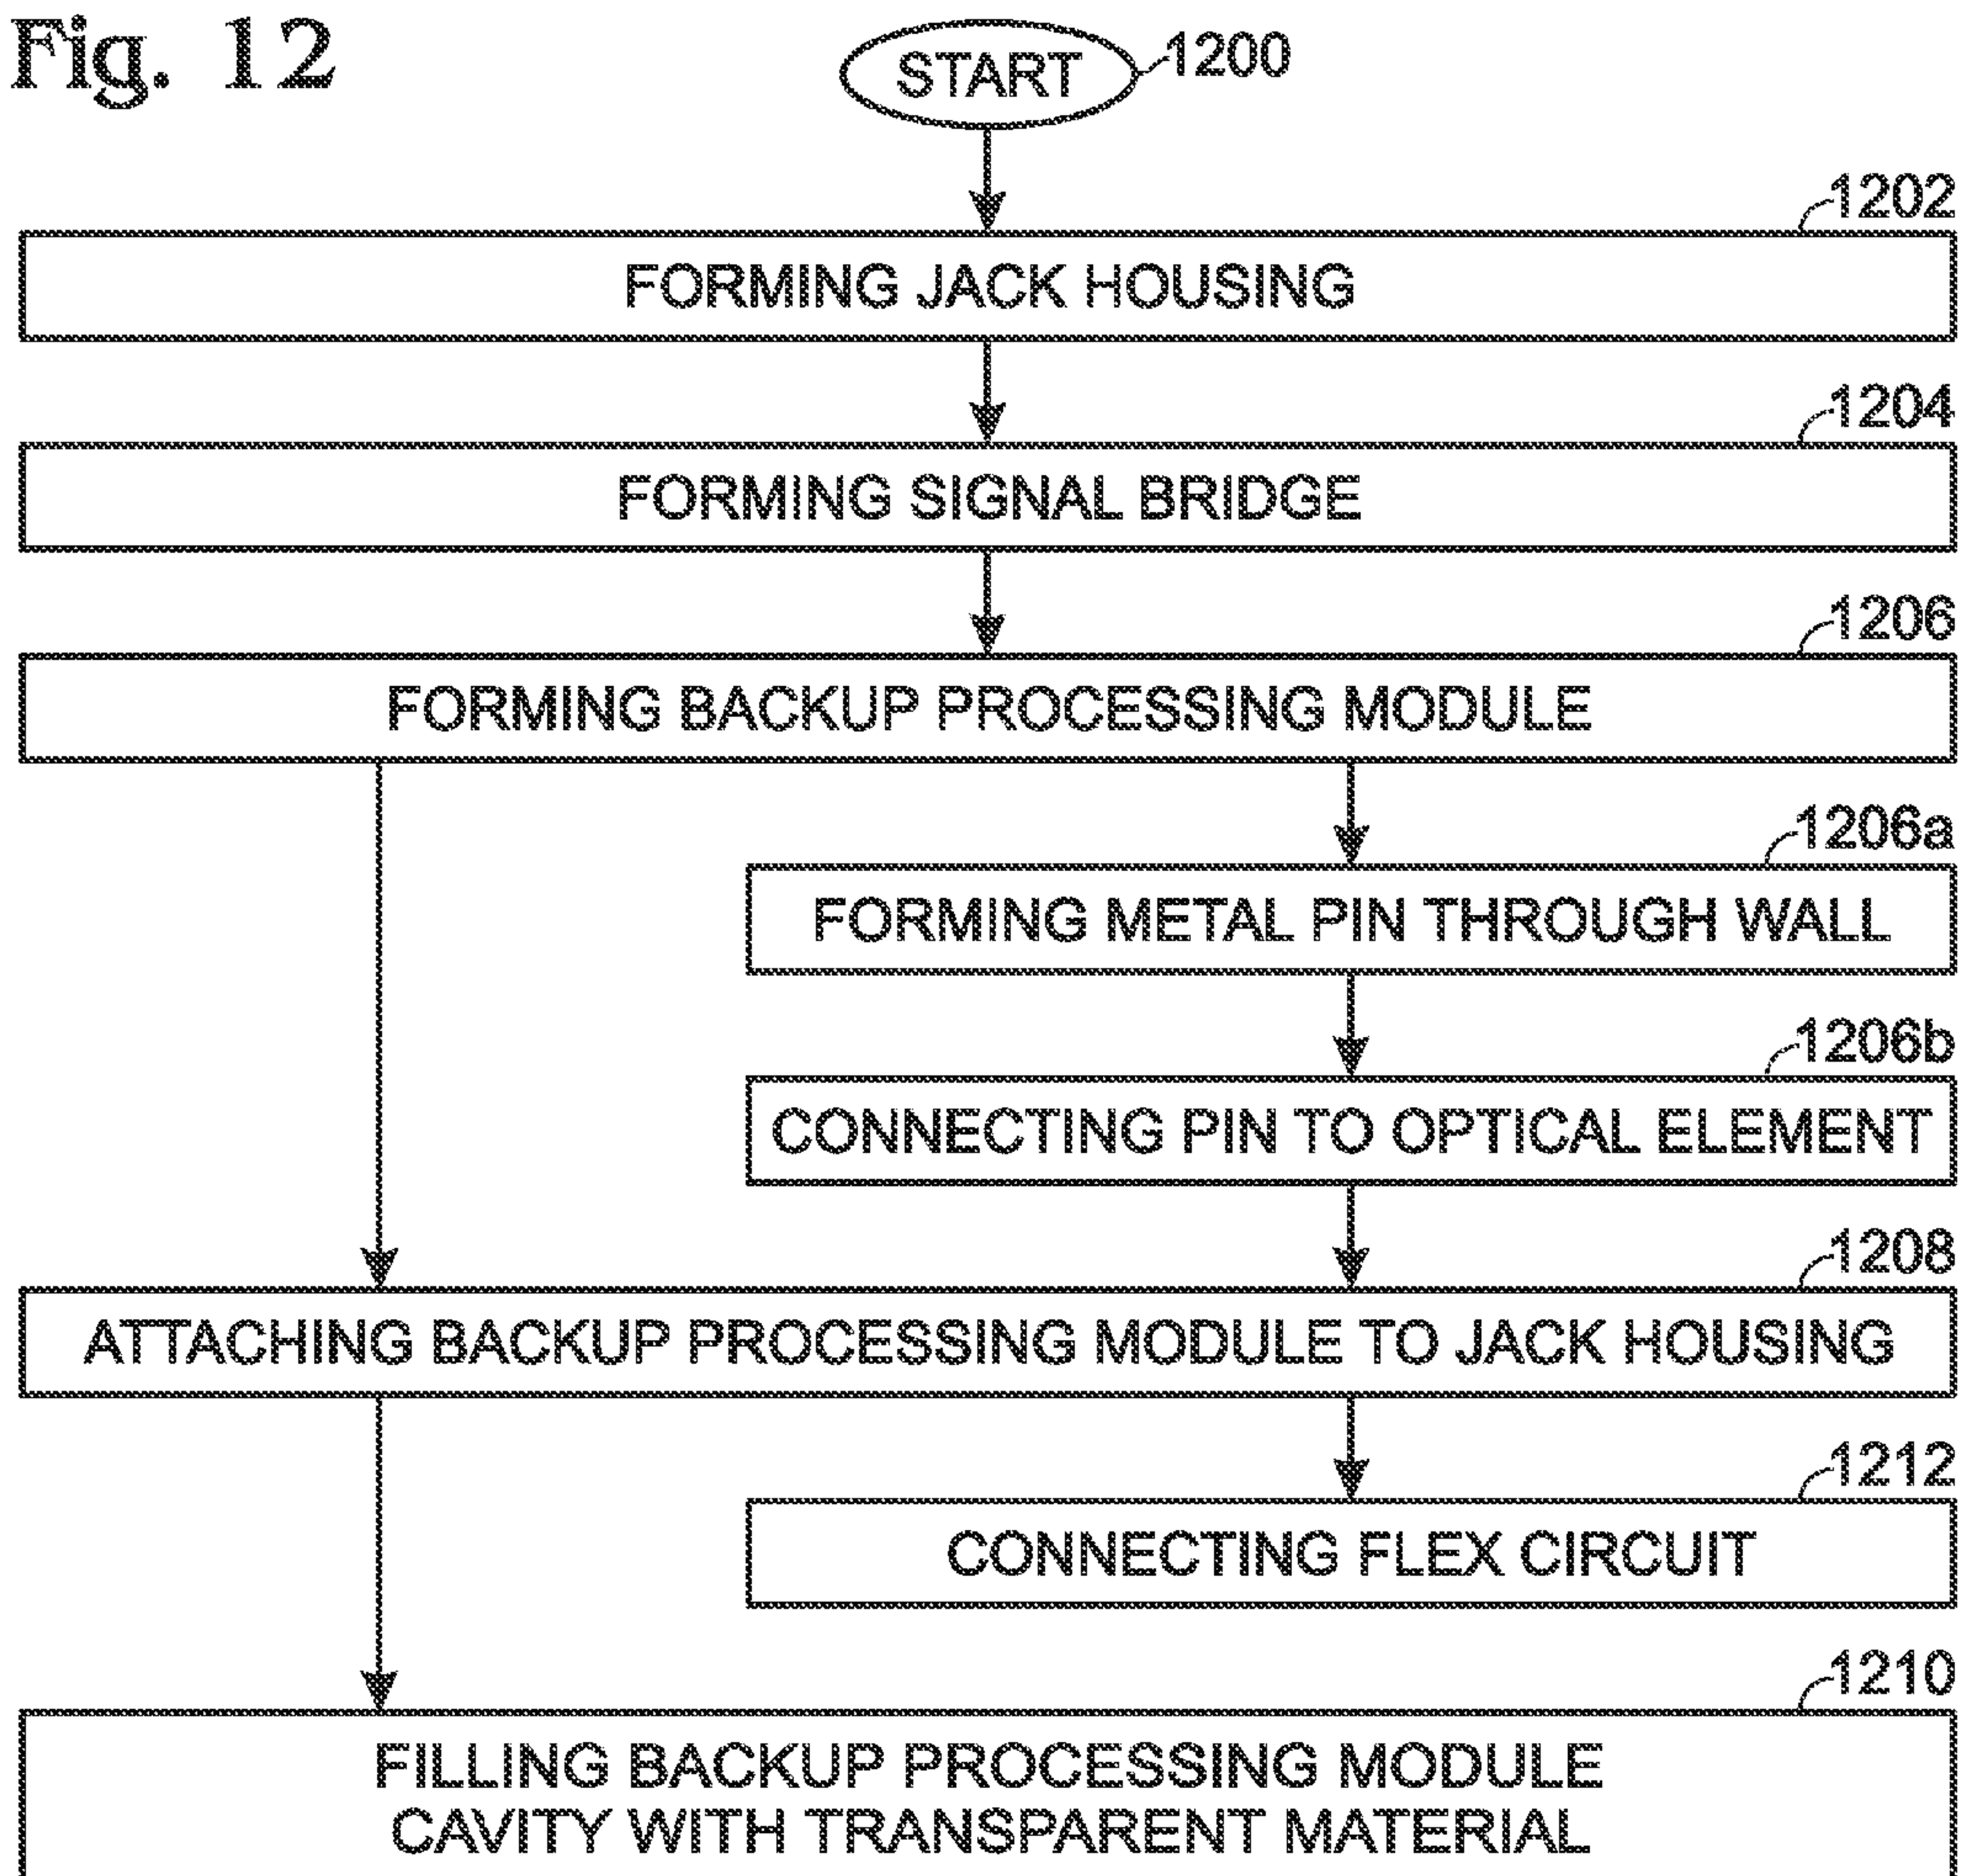 Fig. 12
START 1200
1202
FORMING JACK HOUSING
1204
FORMING SIGNAL BRIDGE
1206
FORMING BACKUP PROCESSING MODULE
1206a
FORMING METAL PIN THROUGH WALL
1206b
CONNECTING PIN TO OPTICAL ELEMENT
1208
ATTACHING BACKUP PROCESSING MODULE TO JACK HOUSING
1212
CONNECTING FLEX CIRCUIT
1210
FILLING BACKUP PROCESSING MODULE
CAVITY WITH TRANSPARENT MATERIAL